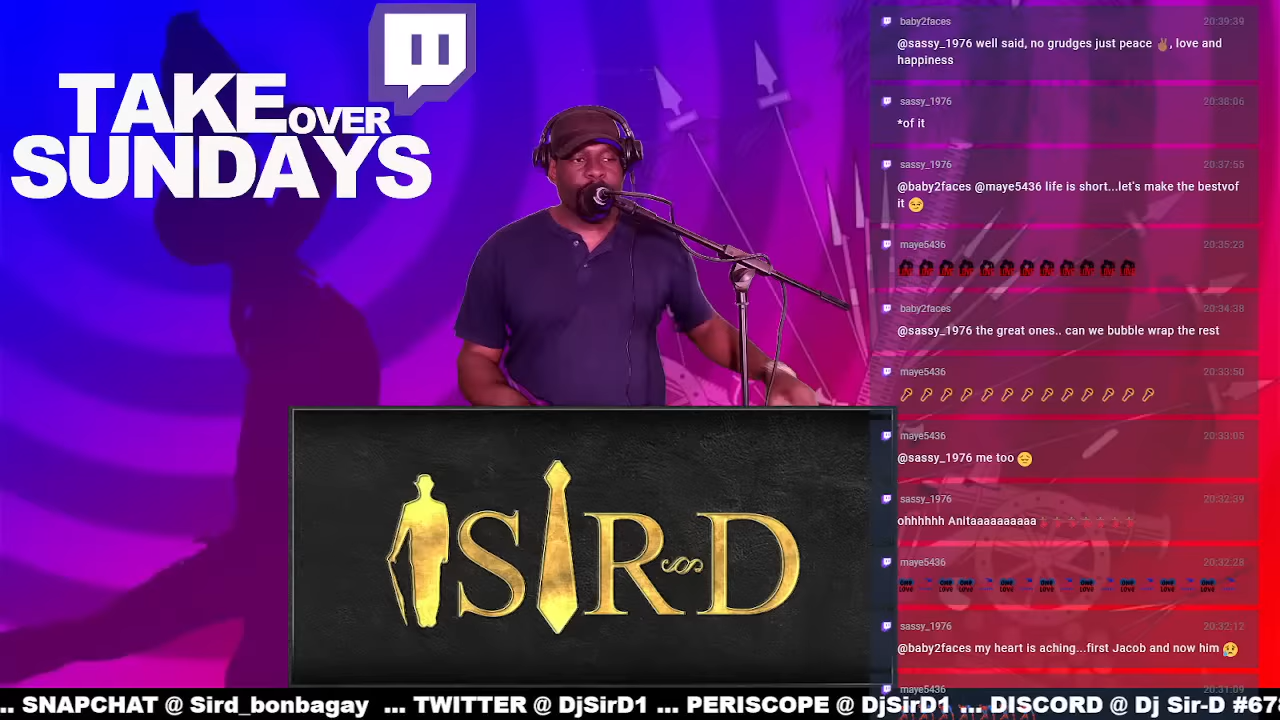 TAKE OVER
SUNDAYS
SIR D
baby2faces 20:39:39
@sassy_1976 well said, no grudges just peace ✌🏾, love and
happiness
sassy_1976 20:38:06
*of it
sassy_1976 20:37:55
@baby2faces @maye5436 life is short...let's make the bestvof
it 😏
maye5436 20:35:23
baby2faces 20:34:38
@sassy_1976 the great ones.. can we bubble wrap the rest
maye5436 20:33:50
maye5436 20:33:05
@sassy_1976 me too 😔
sassy_1976 20:32:39
ohhhhhh Anitaaaaaaaaaa
maye5436 20:32:28
sassy_1976 20:32:12
@baby2faces my heart is aching...first Jacob and now him 😢
maye5436 20:31:09
.. SNAPCHAT @ Sird_bonbagay ... TWITTER @ DjSirD1 ... PERISCOPE @ DjSirD1 ... DISCORD @ Dj Sir-D #678